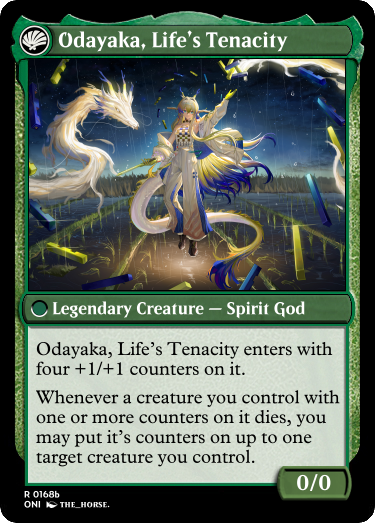 Odayaka, Life's Tenacity
Legendary Creature — Spirit God
Odayaka, Life's Tenacity enters with
four +1/+1 counters on it.
Whenever a creature you control with
one or more counters on it dies, you
may put it's counters on up to one
target creature you control.
0/0
R 0168b
ONI THE_HORSE.